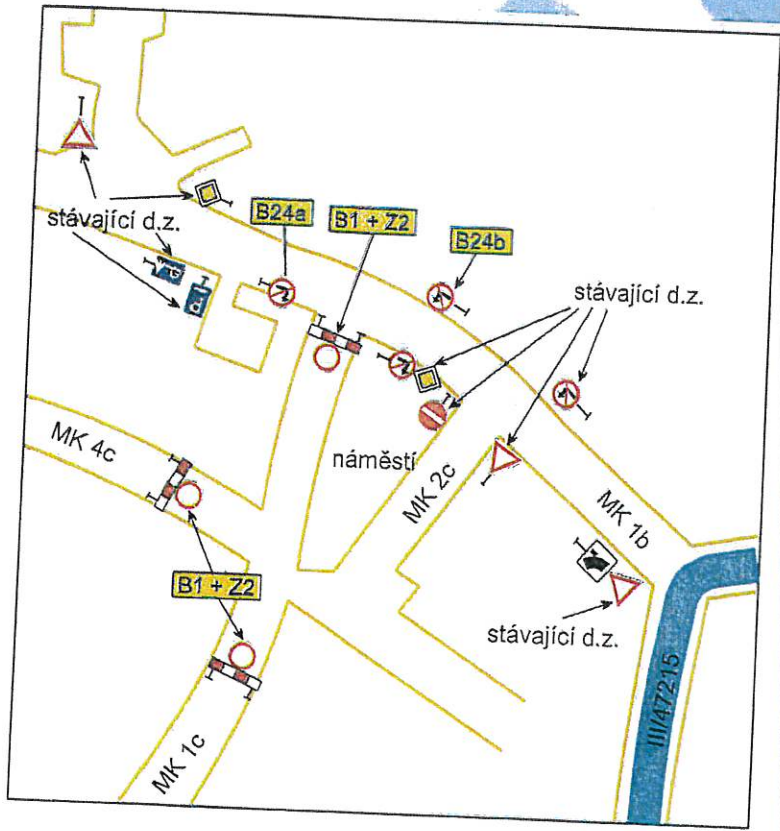 stávající d.z.
B24a
B1 + Z2
B24b
stávající d.z.
MK 4c
náměstí
MK 2c
MK 1b
B1 + Z2
stávající d.z.
III/47215
MK 1c